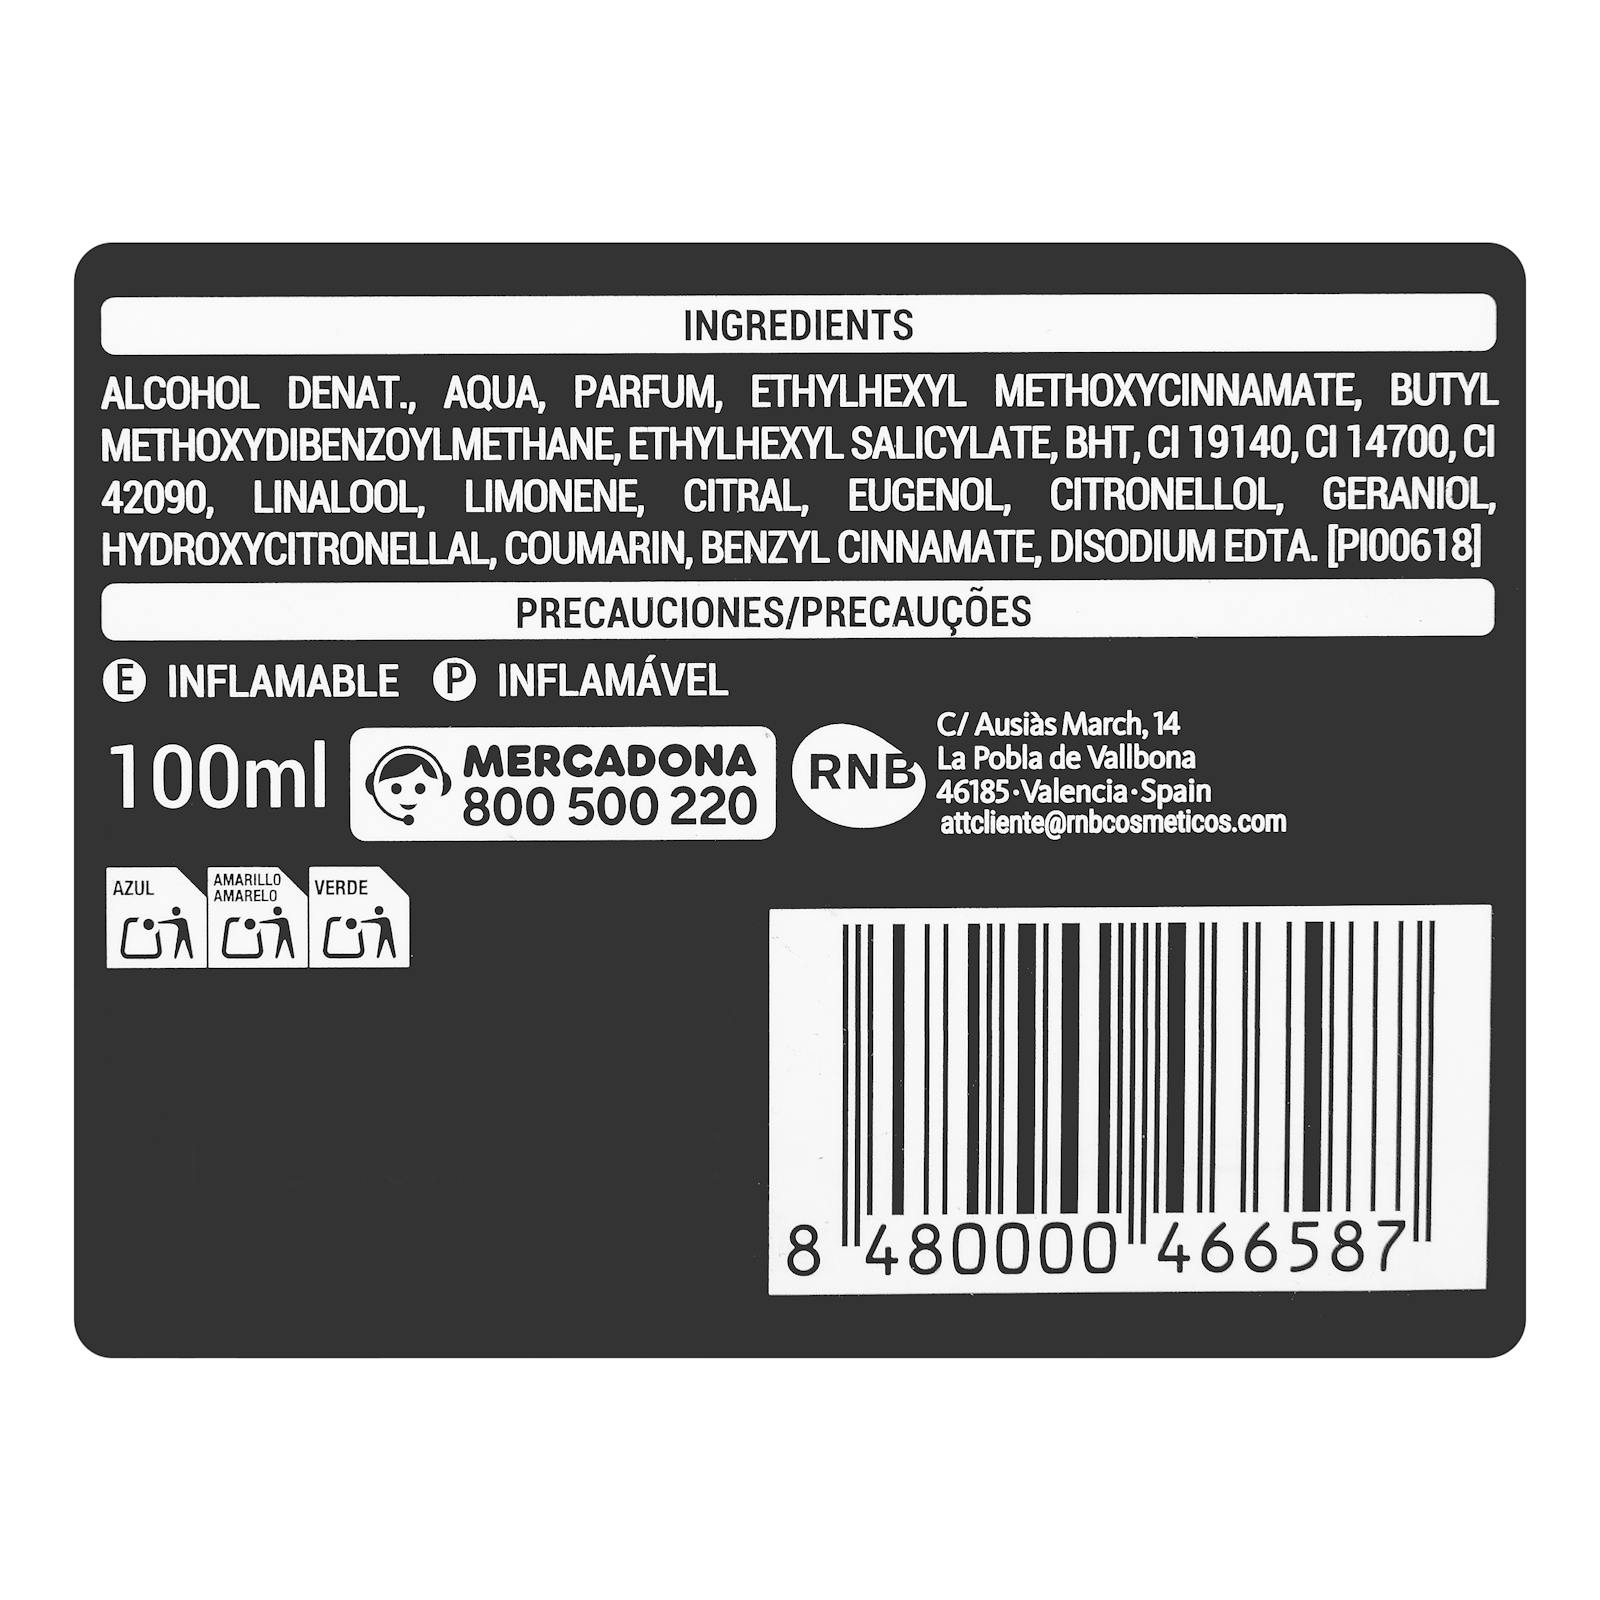 INGREDIENTS
ALCOHOL DENAT., AQUA, PARFUM, ETHYLHEXYL METHOXYCINNAMATE, BUTYL
METHOXYDIBENZOYLMETHANE, ETHYLHEXYL SALICYLATE, BHT, CI 19140, CI 14700, CI
42090, LINALOOL, LIMONENE, CITRAL, EUGENOL, CITRONELLOL, GERANIOL,
HYDROXYCITRONELLAL, COUMARIN, BENZYL CINNAMATE, DISODIUM EDTA. [PI00618]
PRECAUCIONES/PRECAUÇÕES
E INFLAMABLE P INFLAMÁVEL
100ml
MERCADONA
800 500 220
RNB
C/ Ausiàs March, 14
La Pobla de Vallbona
46185·Valencia·Spain
attcliente@rnbcosmeticos.com
AZUL
AMARILLO
AMARELO
VERDE
8 480000 466587